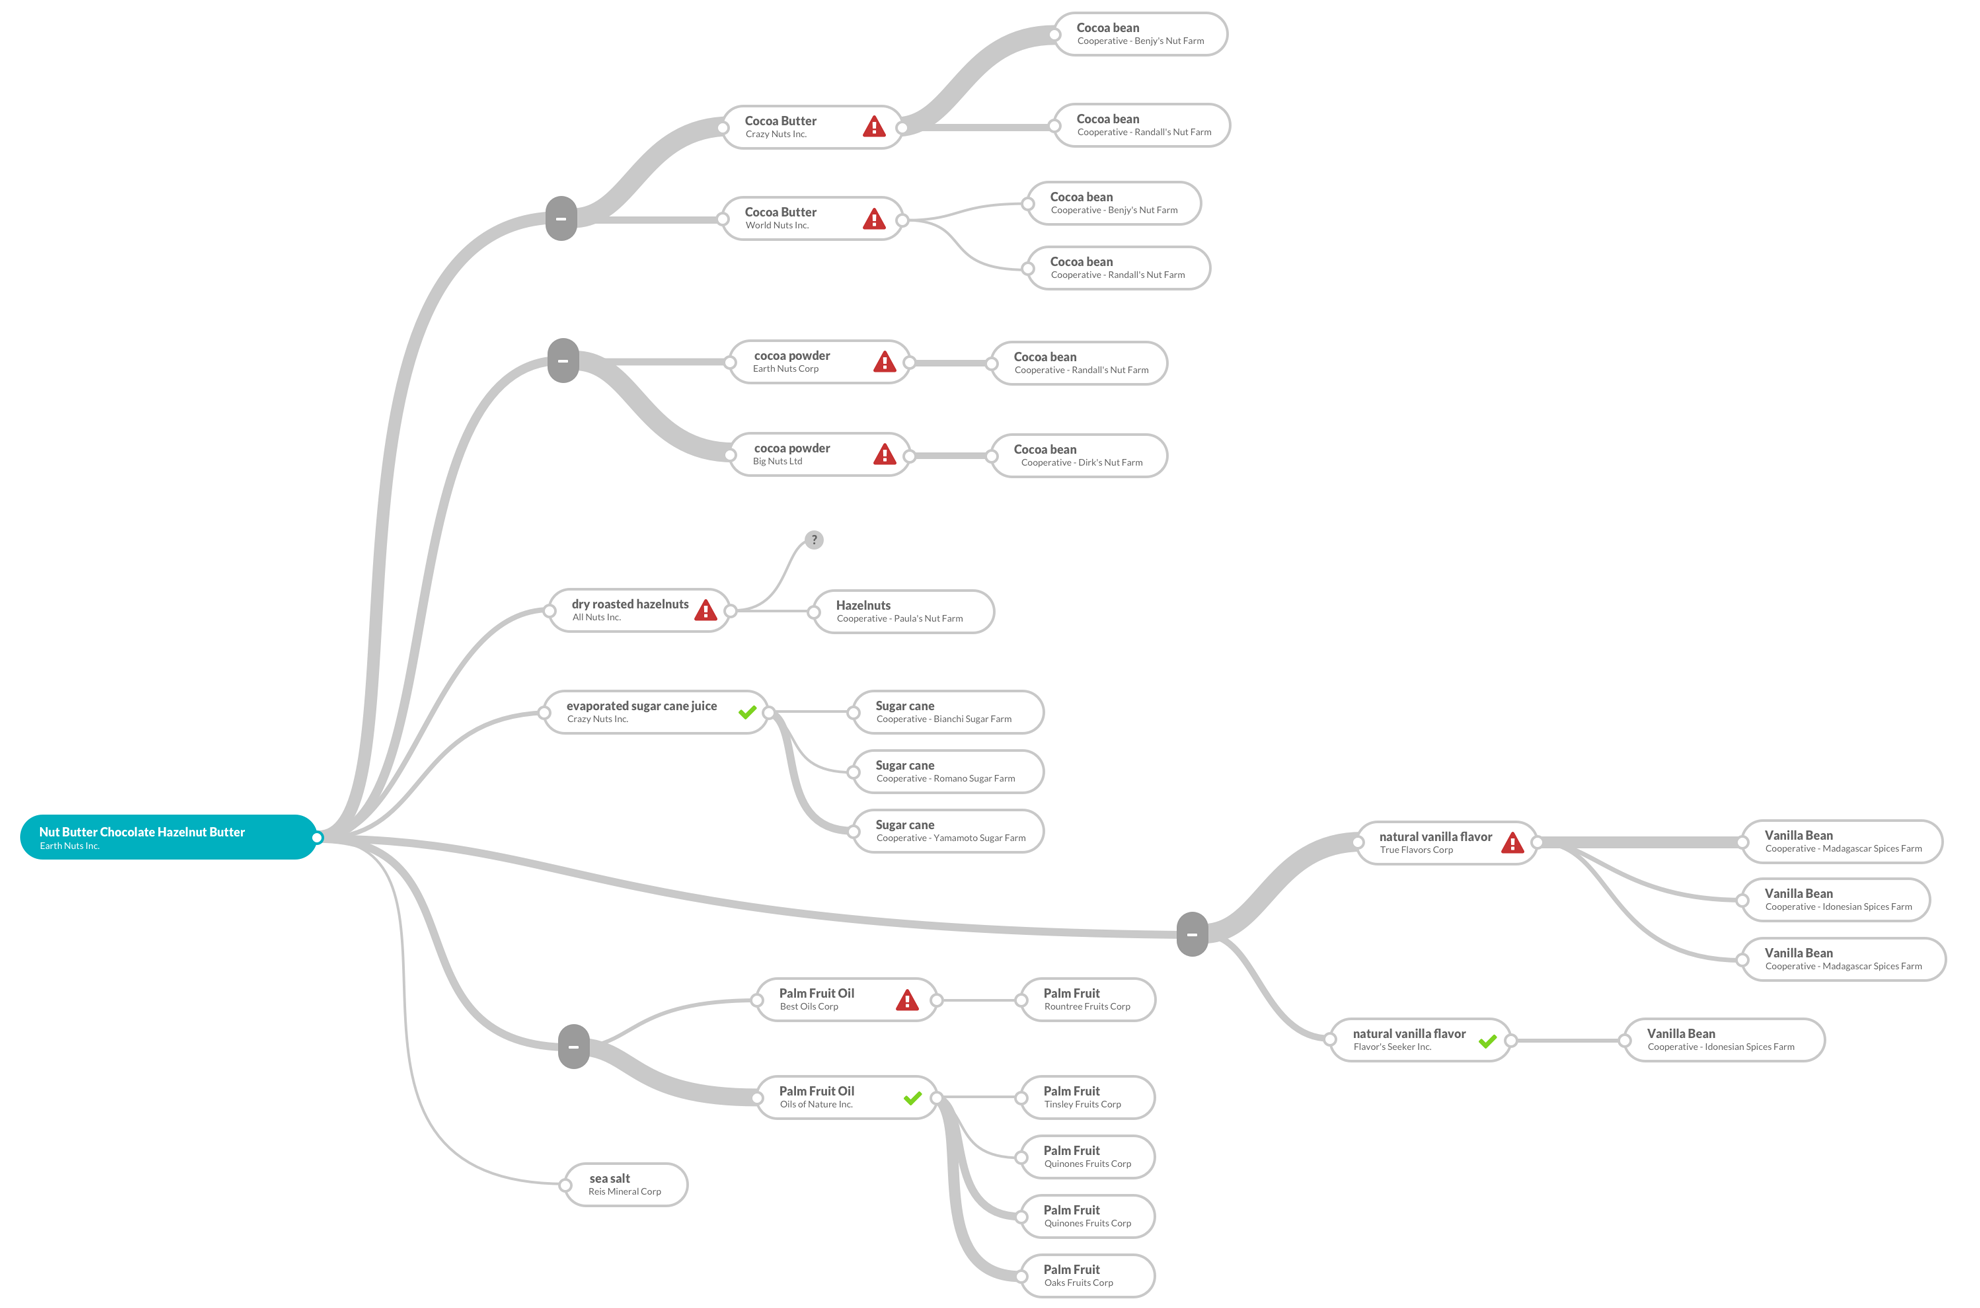 Cocoa bean
Cooperative - Benjy's Nut Farm
Cocoa Butter
Crazy Nuts Inc.
Cocoa bean
Cooperative - Randall's Nut Farm
Cocoa bean
Cooperative - Benjy's Nut Farm
Cocoa Butter
World Nuts Inc.
Cocoa bean
Cooperative - Randall's Nut Farm
cocoa powder
Earth Nuts Corp
Cocoa bean
Cooperative - Randall's Nut Farm
cocoa powder
Big Nuts Ltd
Cocoa bean
Cooperative - Dirk's Nut Farm
?
dry roasted hazelnuts
All Nuts Inc.
Hazelnuts
Cooperative - Paula's Nut Farm
evaporated sugar cane juice
Crazy Nuts Inc.
Sugar cane
Cooperative - Bianchi Sugar Farm
Sugar cane
Cooperative - Romano Sugar Farm
Sugar cane
Cooperative - Yamamoto Sugar Farm
Nut Butter Chocolate Hazelnut Butter
Earth Nuts Inc.
natural vanilla flavor
True Flavors Corp
Vanilla Bean
Cooperative - Madagascar Spices Farm
Vanilla Bean
Cooperative - Idonesian Spices Farm
Vanilla Bean
Cooperative - Madagascar Spices Farm
natural vanilla flavor
Flavor's Seeker Inc.
Vanilla Bean
Cooperative - Idonesian Spices Farm
Palm Fruit Oil
Best Oils Corp
Palm Fruit
Rountree Fruits Corp
Palm Fruit Oil
Oils of Nature Inc.
Palm Fruit
Tinsley Fruits Corp
Palm Fruit
Quinones Fruits Corp
Palm Fruit
Quinones Fruits Corp
Palm Fruit
Oaks Fruits Corp
sea salt
Reis Mineral Corp